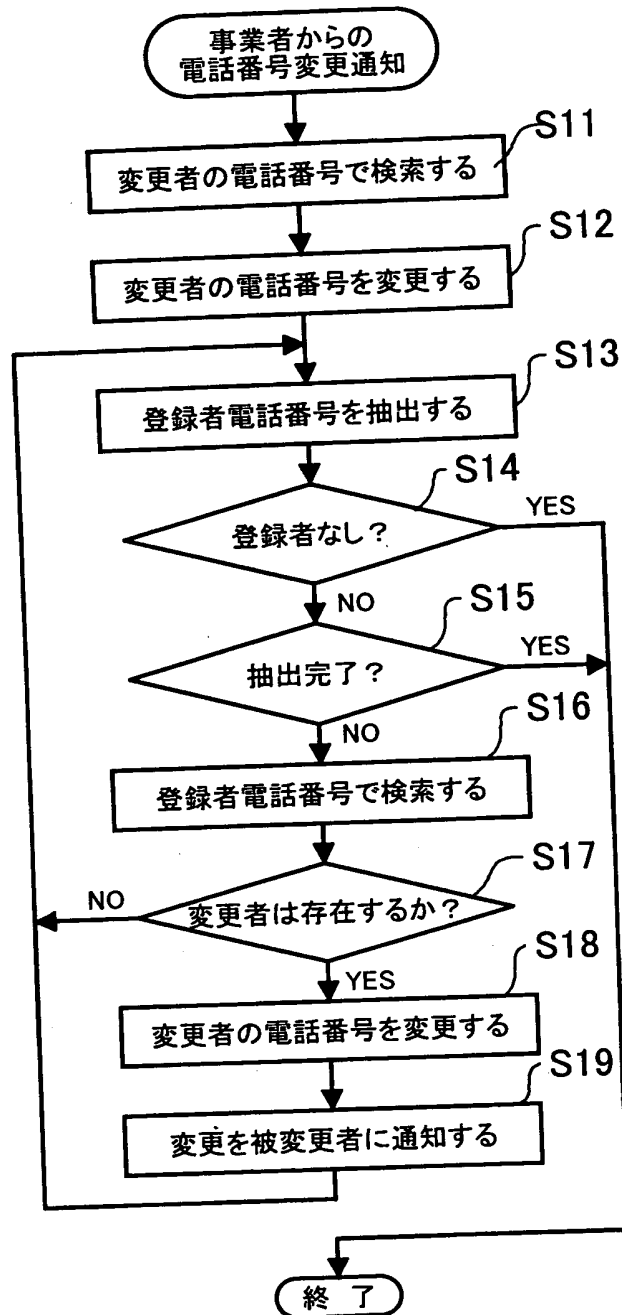 事業者からの
電話番号変更通知
S11
変更者の電話番号で検索する
S12
変更者の電話番号を変更する
S13
登録者電話番号を抽出する
S14
登録者なし？
YES
NO
S15
抽出完了？
YES
NO
S16
登録者電話番号で検索する
S17
変更者は存在するか？
NO
YES
S18
変更者の電話番号を変更する
S19
変更を被変更者に通知する
終 了